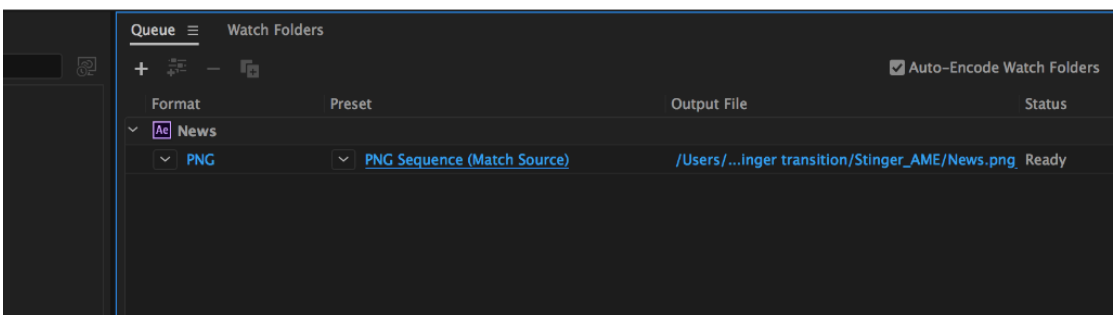 Queue Watch Folders
Auto-Encode Watch Folders
Format Preset Output File Status
Ae News
PNG PNG Sequence (Match Source) /Users/...inger transition/Stinger_AME/News.png Ready